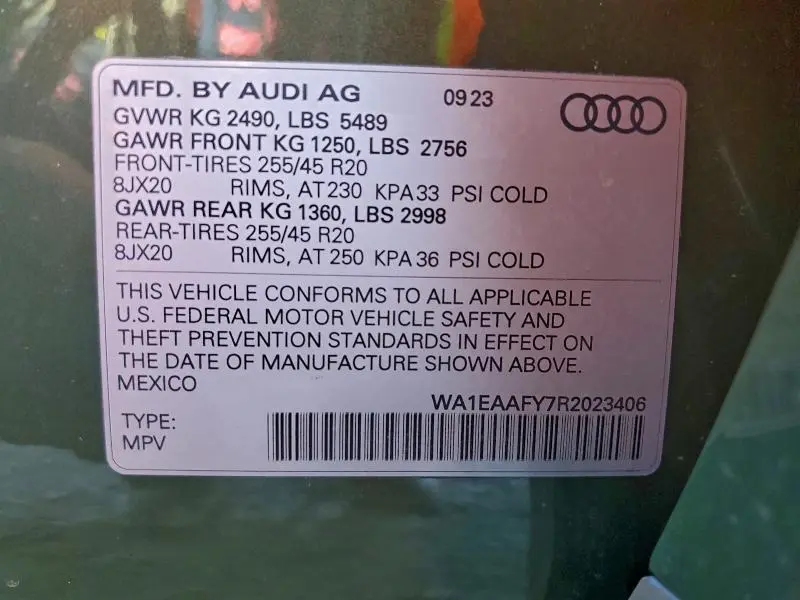 MFD. BY AUDI AG 0923
GVWR KG 2490, LBS 5489
GAWR FRONT KG 1250, LBS 2756
FRONT-TIRES 255/45 R20
8JX20 RIMS, AT 230 KPA 33 PSI COLD
GAWR REAR KG 1360, LBS 2998
REAR-TIRES 255/45 R20
8JX20 RIMS, AT 250 KPA 36 PSI COLD
THIS VEHICLE CONFORMS TO ALL APPLICABLE
U.S. FEDERAL MOTOR VEHICLE SAFETY AND
THEFT PREVENTION STANDARDS IN EFFECT ON
THE DATE OF MANUFACTURE SHOWN ABOVE.
MEXICO
WA1EAAFY7R2023406
TYPE:
MPV